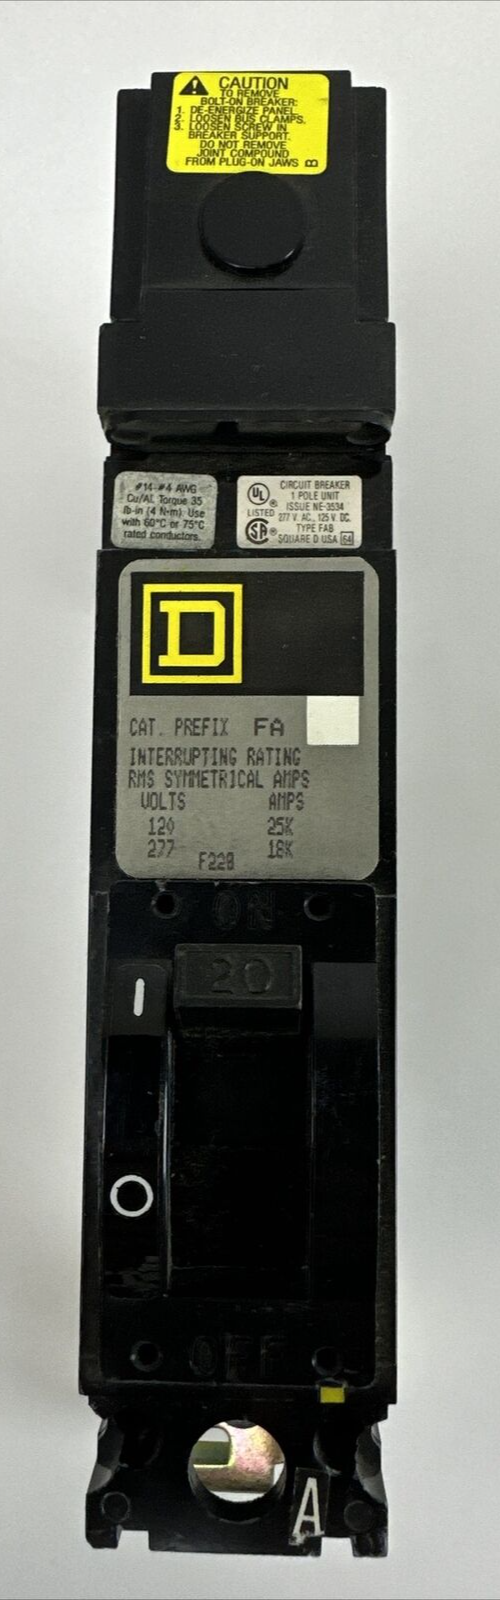 CAUTION
TO REMOVE
BOLT-ON BREAKER:
1. DE-ENERGIZE PANEL.
2. LOOSEN BUS CLAMPS.
3. LOOSEN SCREW IN
BREAKER SUPPORT.
DO NOT REMOVE
JOINT COMPOUND
FROM PLUG-ON JAWS B
#14-#4 AWG
Cu/Al. Torque 35
lb-in (4 N·m). Use
with 60°C or 75°C
rated conductors.
UL ®
LISTED
SA ®
CIRCUIT BREAKER
1 POLE UNIT
ISSUE NE-3534
277 V. AC., 125 V. DC.
TYPE FAB
SQUARE D USA 64
D
CAT. PREFIX FA
INTERRUPTING RATING
RMS SYMMETRICAL AMPS
VOLTS AMPS
120 25K
277 18K
F228
ON
20
I
O
OFF
A